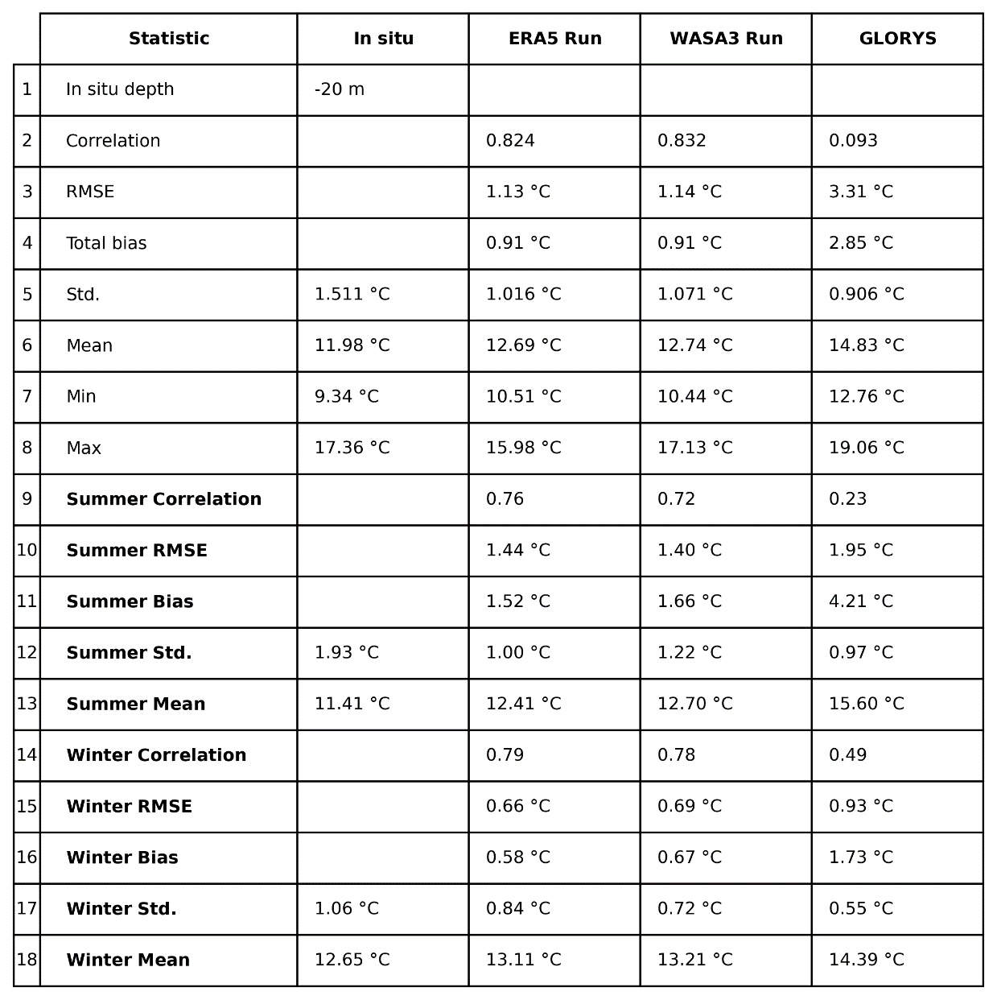 Statistic In situ ERA5 Run WASA3 Run GLORYS
1 In situ depth -20 m
2 Correlation 0.824 0.832 0.093
3 RMSE 1.13 °C 1.14 °C 3.31 °C
4 Total bias 0.91 °C 0.91 °C 2.85 °C
5 Std. 1.511 °C 1.016 °C 1.071 °C 0.906 °C
6 Mean 11.98 °C 12.69 °C 12.74 °C 14.83 °C
7 Min 9.34 °C 10.51 °C 10.44 °C 12.76 °C
8 Max 17.36 °C 15.98 °C 17.13 °C 19.06 °C
9 Summer Correlation 0.76 0.72 0.23
10 Summer RMSE 1.44 °C 1.40 °C 1.95 °C
11 Summer Bias 1.52 °C 1.66 °C 4.21 °C
12 Summer Std. 1.93 °C 1.00 °C 1.22 °C 0.97 °C
13 Summer Mean 11.41 °C 12.41 °C 12.70 °C 15.60 °C
14 Winter Correlation 0.79 0.78 0.49
15 Winter RMSE 0.66 °C 0.69 °C 0.93 °C
16 Winter Bias 0.58 °C 0.67 °C 1.73 °C
17 Winter Std. 1.06 °C 0.84 °C 0.72 °C 0.55 °C
18 Winter Mean 12.65 °C 13.11 °C 13.21 °C 14.39 °C